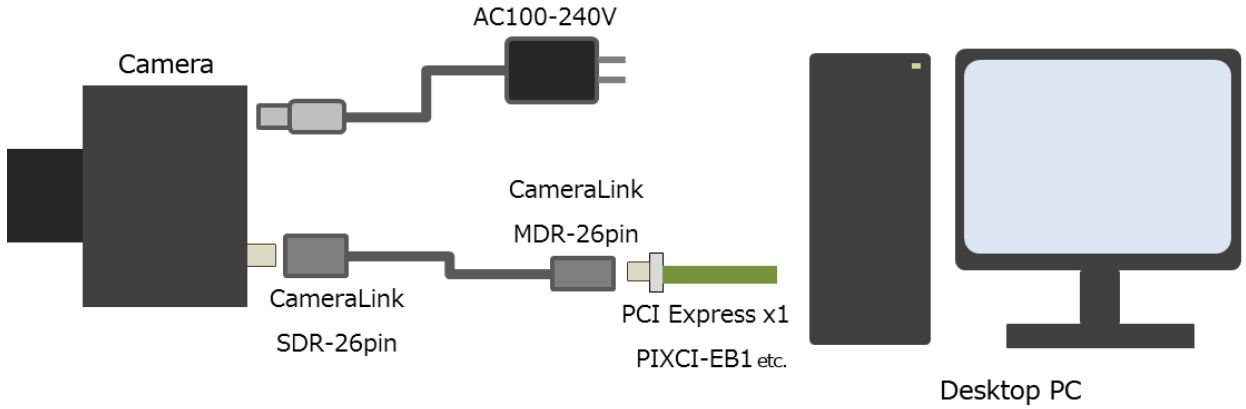 AC100-240V
Camera
CameraLink
MDR-26pin
CameraLink
SDR-26pin
PCI Express x1
PIXCI-EB1 etc.
Desktop PC